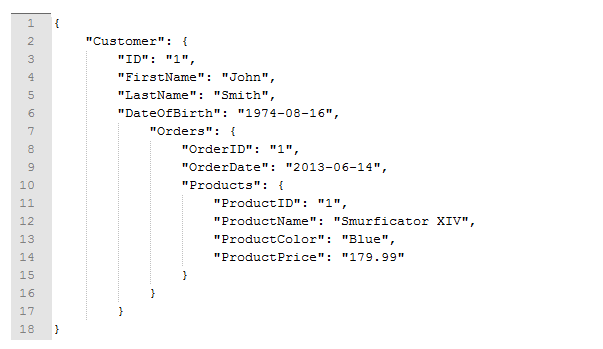 1 {
2 "Customer": {
3 "ID": "1",
4 "FirstName": "John",
5 "LastName": "Smith",
6 "DateOfBirth": "1974-08-16",
7 "Orders": {
8 "OrderID": "1",
9 "OrderDate": "2013-06-14",
10 "Products": {
11 "ProductID": "1",
12 "ProductName": "Smurficator XIV",
13 "ProductColor": "Blue",
14 "ProductPrice": "179.99"
15 }
16 }
17 }
18 }